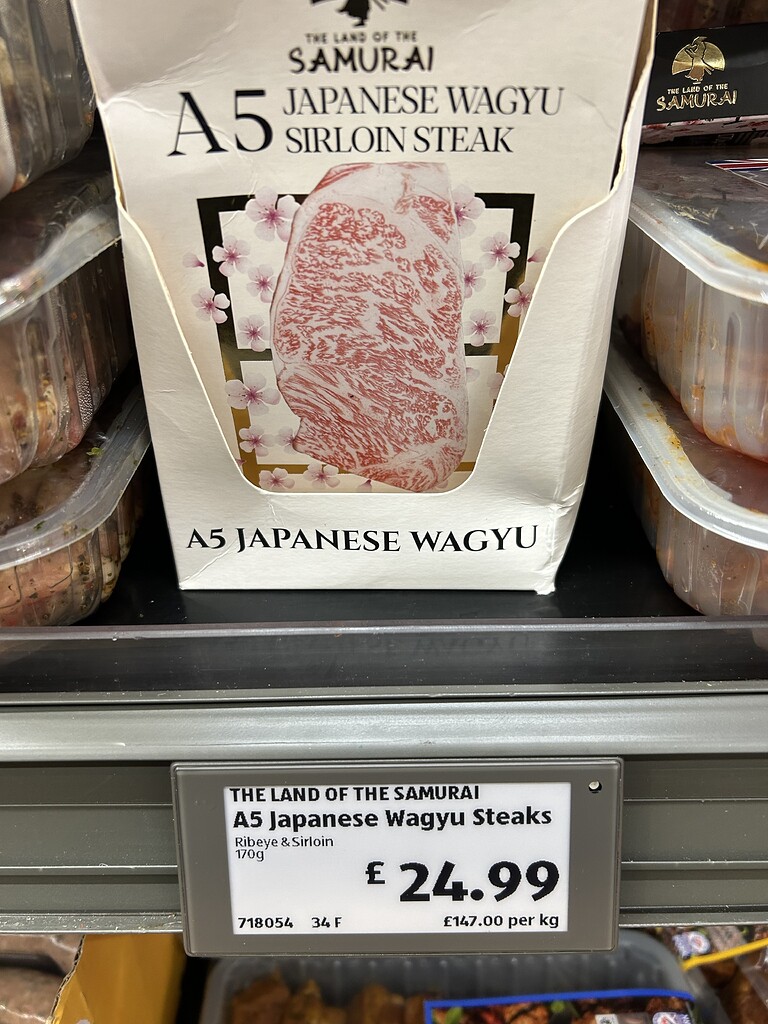 THE LAND OF THE
SAMURAI
A5 JAPANESE WAGYU
SIRLOIN STEAK
THE LAND OF THE
SAMURAI
A5 JAPANESE WAGYU
THE LAND OF THE SAMURAI
A5 Japanese Wagyu Steaks
Ribeye & Sirloin
170g
£ 24.99
718054 34 F £147.00 per kg